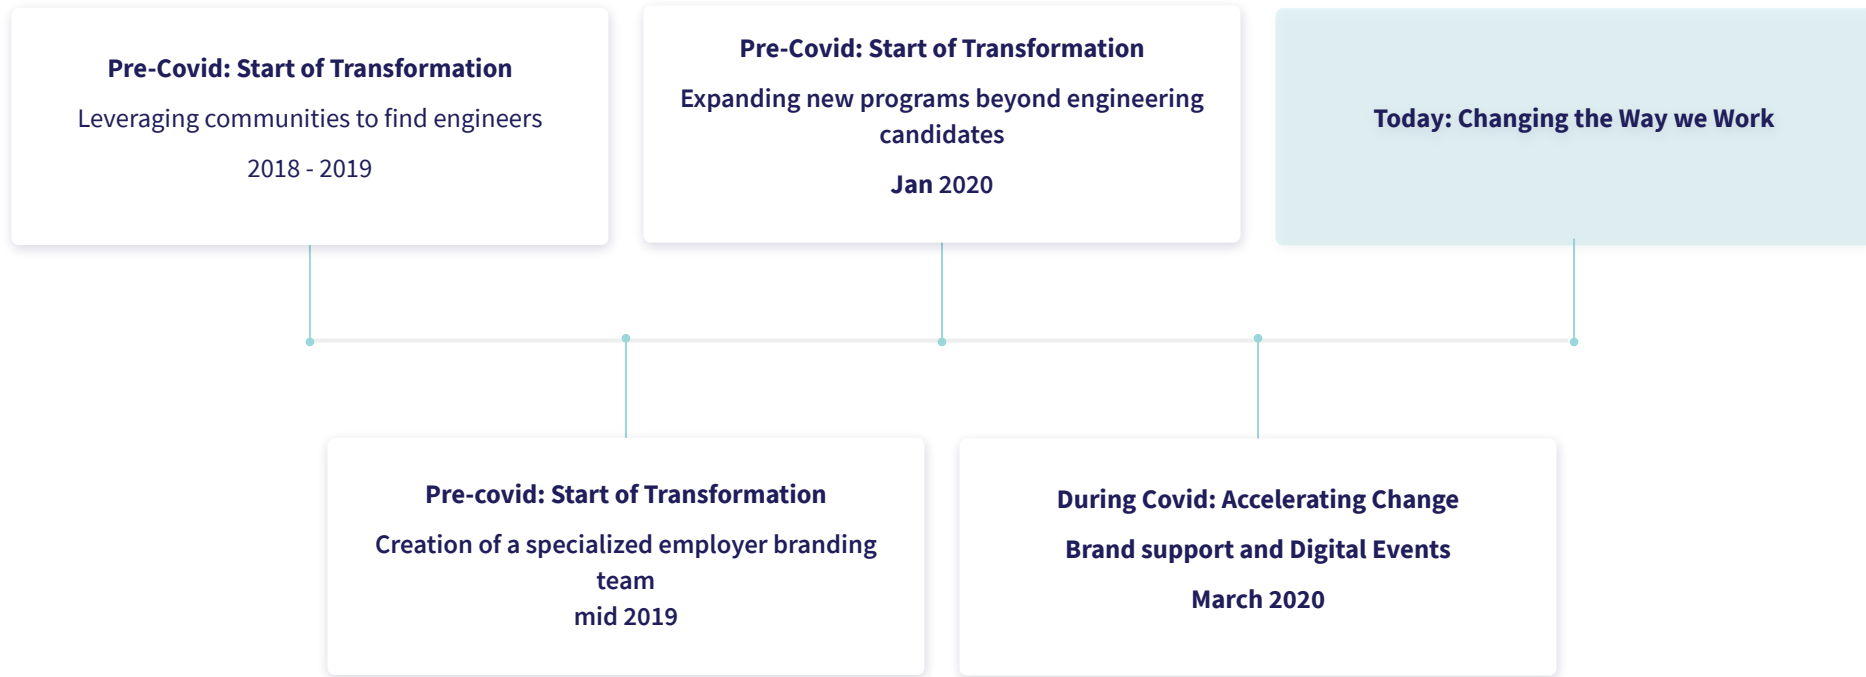 Pre-Covid: Start of Transformation
Leveraging communities to find engineers
2018 - 2019
Pre-covid: Start of Transformation
Creation of a specialized employer branding
team
mid 2019
Pre-Covid: Start of Transformation
Expanding new programs beyond engineering
candidates
Jan 2020
During Covid: Accelerating Change
Brand support and Digital Events
March 2020
Today: Changing the Way we Work